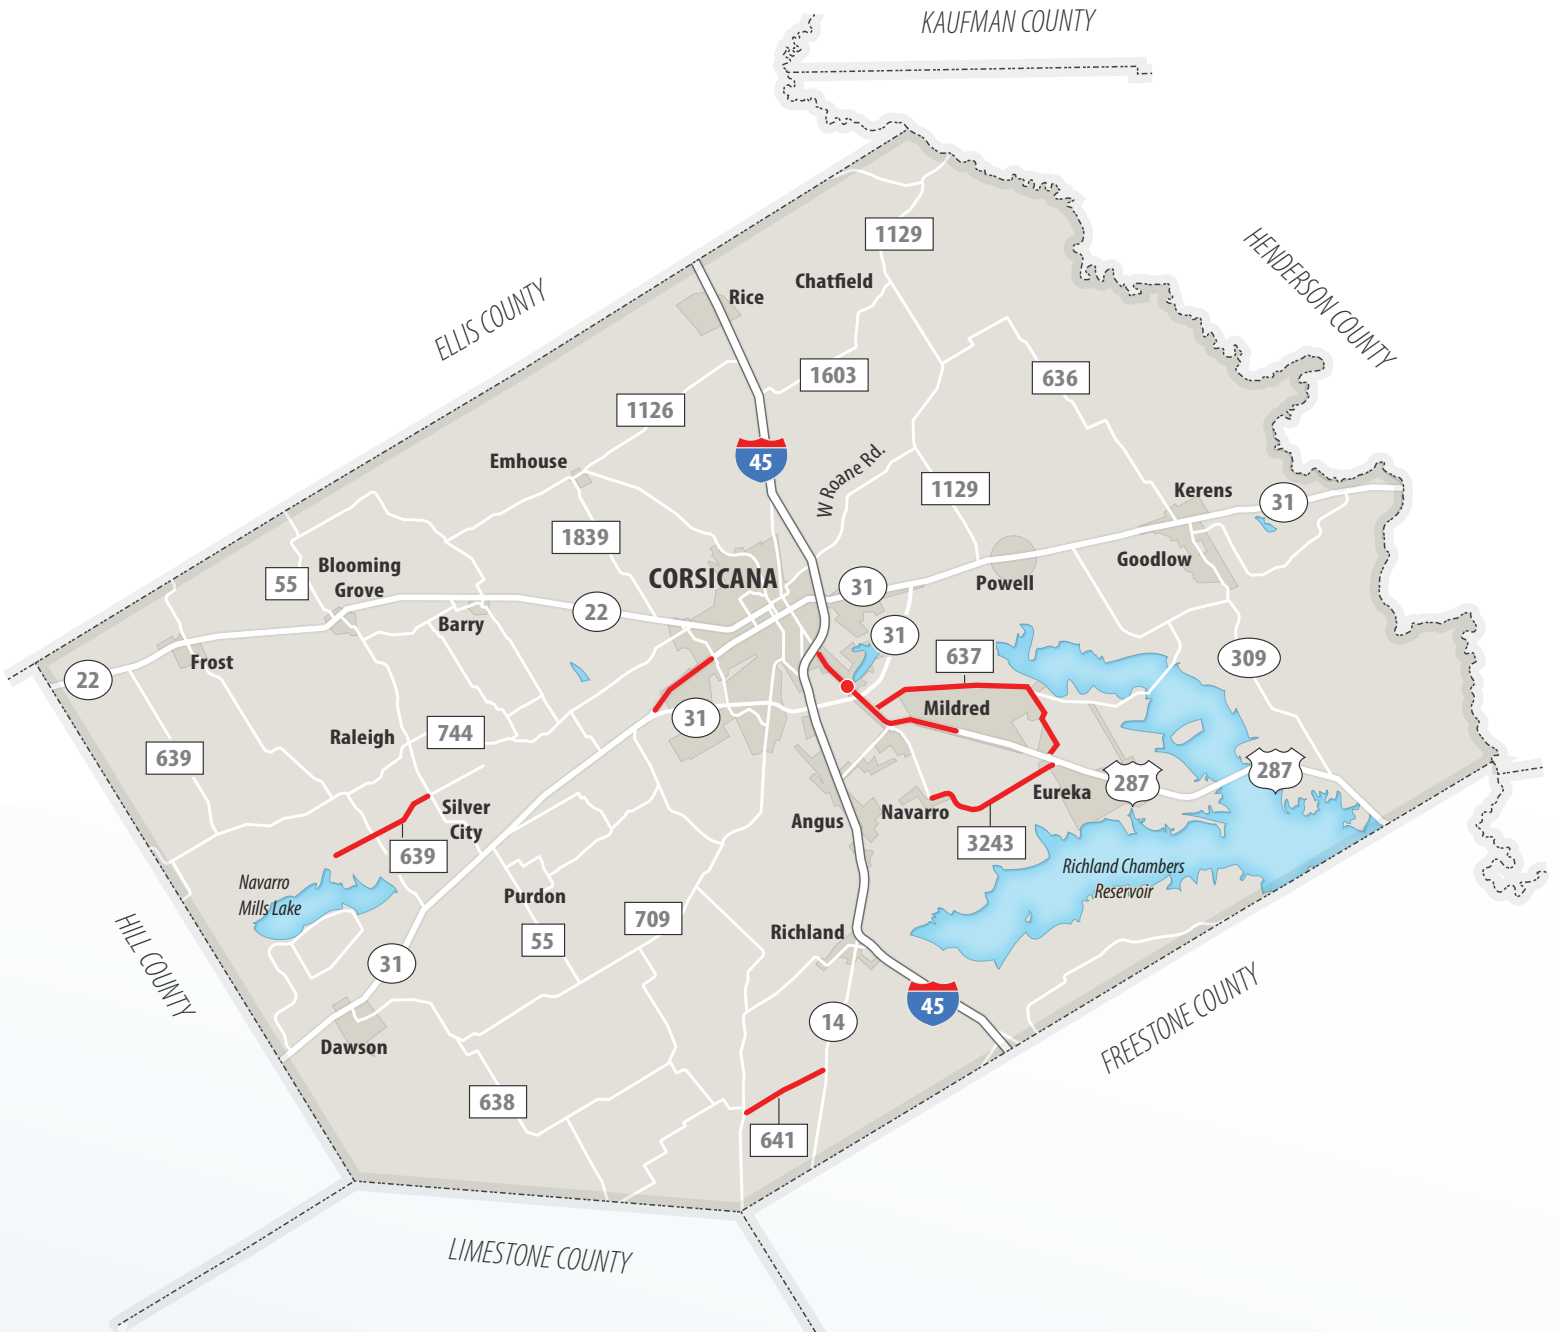 KAUFMAN COUNTY
1129
HENDERSON COUNTY
Chatfield
Rice
ELLIS COUNTY
1603
636
1126
45
Emhouse
W Roane Rd.
1129
Kerens
31
1839
Goodlow
Blooming
Grove
55
CORSICANA
31
Powell
22
Barry
31
637
309
Frost
22
Mildred
31
744
Raleigh
639
287
287
Eureka
Silver
City
Navarro
Angus
3243
639
Richland Chambers
Reservoir
Navarro
Mills Lake
Purdon
709
Richland
55
HILL COUNTY
31
45
14
FREESTONE COUNTY
Dawson
638
641
LIMESTONE COUNTY